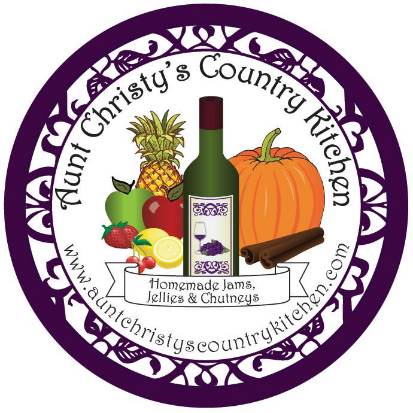 Aunt Christy's Country Kitchen
Homemade Jams,
Jellies & Chutneys
www.auntchristyscountrykitchen.com